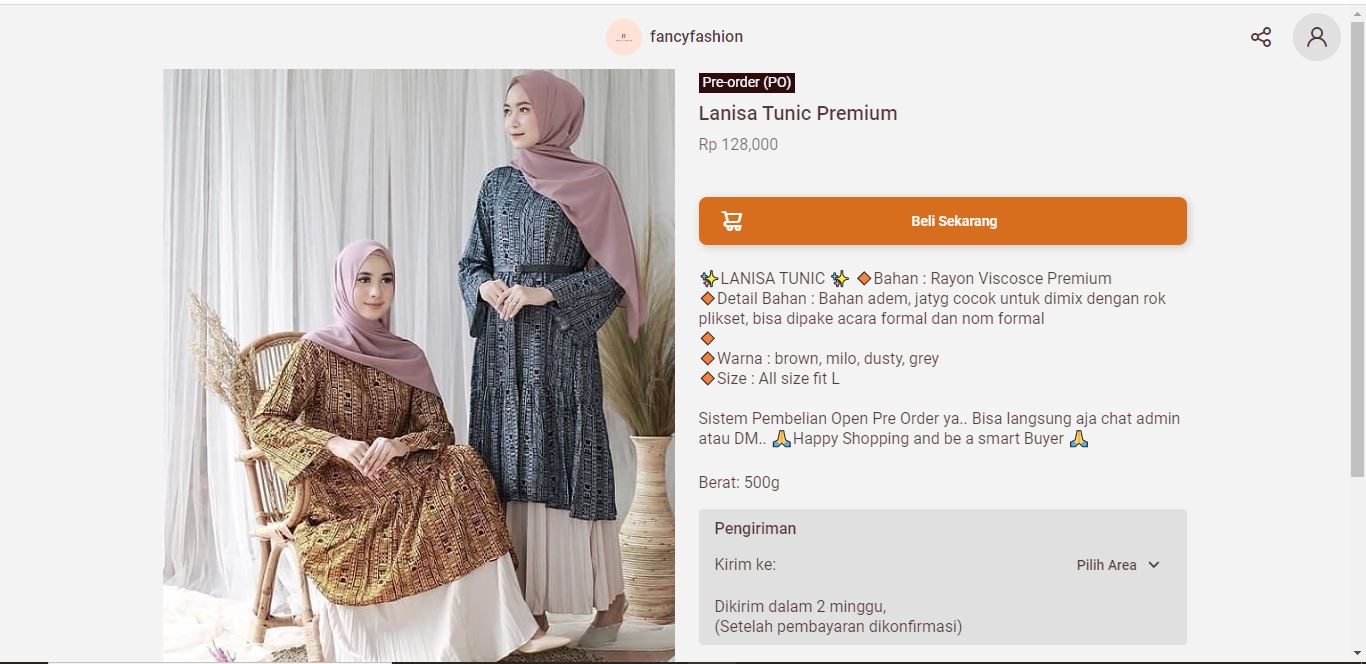 fancyfashion
Pre-order (PO)
Lanisa Tunic Premium
Rp 128,000
Beli Sekarang
✨LANISA TUNIC ✨ 🔸Bahan : Rayon Viscosce Premium
🔸Detail Bahan : Bahan adem, jatyg cocok untuk dimix dengan rok
plikset, bisa dipake acara formal dan nom formal
🔸
🔸Warna : brown, milo, dusty, grey
🔸Size : All size fit L
Sistem Pembelian Open Pre Order ya.. Bisa langsung aja chat admin
atau DM.. 🙏Happy Shopping and be a smart Buyer 🙏
Berat: 500g
Pengiriman
Kirim ke:
Pilih Area
Dikirim dalam 2 minggu,
(Setelah pembayaran dikonfirmasi)